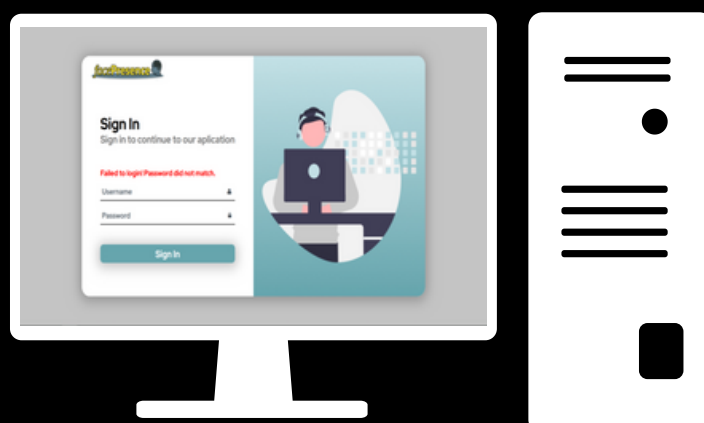 facePresensi
Sign In
Sign in to continue to our aplication
Failed to login! Password did not match.
Username
Password
Sign In